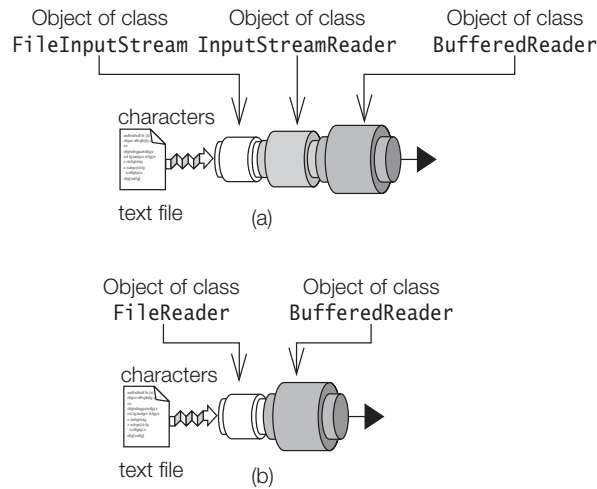 Object of class Object of class Object of class
FileInputStream InputStreamReader BufferedReader
characters
text file
(a)
Object of class Object of class
FileReader BufferedReader
characters
text file
(b)